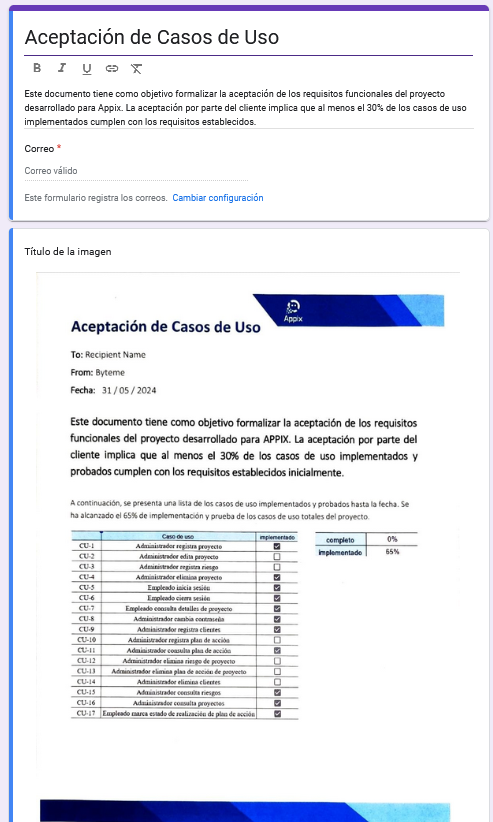 Aceptación de Casos de Uso
B I U
Este documento tiene como objetivo formalizar la aceptación de los requisitos funcionales del proyecto
desarrollado para Appix. La aceptación por parte del cliente implica que al menos el 30% de los casos de uso
implementados cumplen con los requisitos establecidos.
Correo *
Correo válido
Este formulario registra los correos. Cambiar configuración
Título de la imagen
Appix
Aceptación de Casos de Uso
To: Recipient Name
From: Byteme
Fecha: 31 / 05 / 2024
Este documento tiene como objetivo formalizar la aceptación de los requisitos
funcionales del proyecto desarrollado para APPIX. La aceptación por parte del
cliente implica que al menos el 30% de los casos de uso implementados y
probados cumplen con los requisitos establecidos inicialmente.
A continuación, se presenta una lista de los casos de uso implementados y probados hasta la fecha. Se
ha alcanzado el 65% de implementación y prueba de los casos de uso totales del proyecto.
Caso de uso implementado
CU-1 Administrador registra proyecto
CU-2 Administrador edita proyecto
CU-3 Administrador registra riesgo
CU-4 Administrador elimina proyecto
CU-5 Empleado inicia sesión
CU-6 Empleado cierra sesión
CU-7 Empleado consulta detalles de proyecto
CU-8 Administrador cambia contraseña
CU-9 Administrador registra clientes
CU-10 Administrador registra plan de acción
CU-11 Administrador consulta plan de acción
CU-12 Administrador elimina riesgo de proyecto
CU-13 Administrador elimina plan de acción de proyecto
CU-14 Administrador elimina clientes
CU-15 Administrador consulta riesgos
CU-16 Administrador consulta proyectos
CU-17 Empleado marca estado de realización de plan de acción
completo 0%
implementado 65%